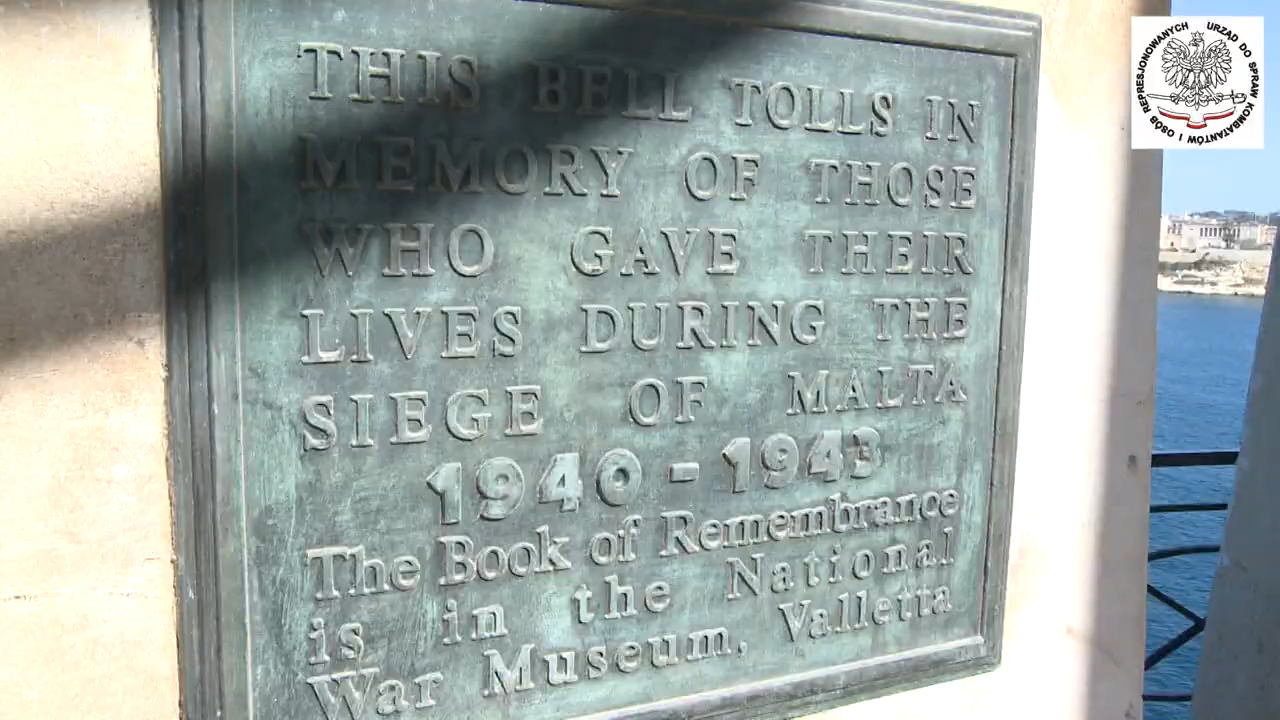 THIS BELL TOLLS IN
MEMORY OF THOSE
WHO GAVE THEIR
LIVES DURING THE
SIEGE OF MALTA
1940 - 1943
The Book of Remembrance
is in the National
War Museum, Valletta
URZĄD DO SPRAW KOMBATANTÓW I OSÓB REPRESJONOWANYCH